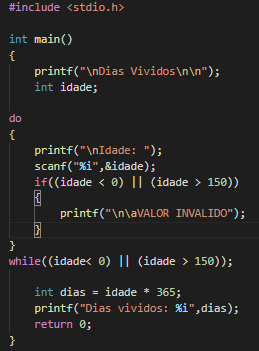 #include <stdio.h>
int main()
{
printf("\nDias Vividos\n\n");
int idade;
do
{
printf("\nIdade: ");
scanf("%i",&idade);
if((idade < 0) || (idade > 150))
{
printf("\n\aVALOR INVALIDO");
}
}
while((idade< 0) || (idade > 150));
int dias = idade * 365;
printf("Dias vividos: %i",dias);
return 0;
}